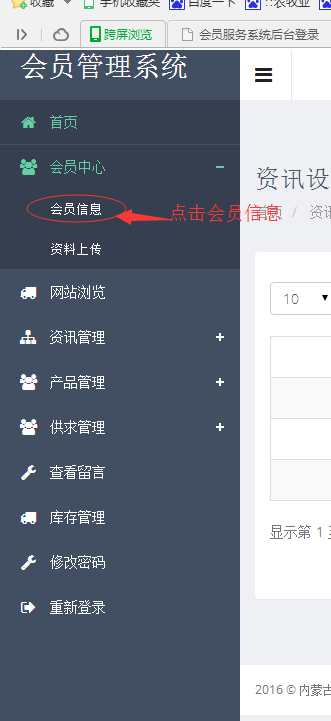 收藏 手机收藏夹 百度一下 ::农牧业
跨屏浏览 会员服务系统后台登录
会员管理系统
首页
会员中心
会员信息
点击会员信息
资料上传
网站浏览
资讯管理
产品管理
供求管理
查看留言
库存管理
修改密码
重新登录
资讯设
首页 / 资讯
10
显示第 1 至
2016 © 内蒙古